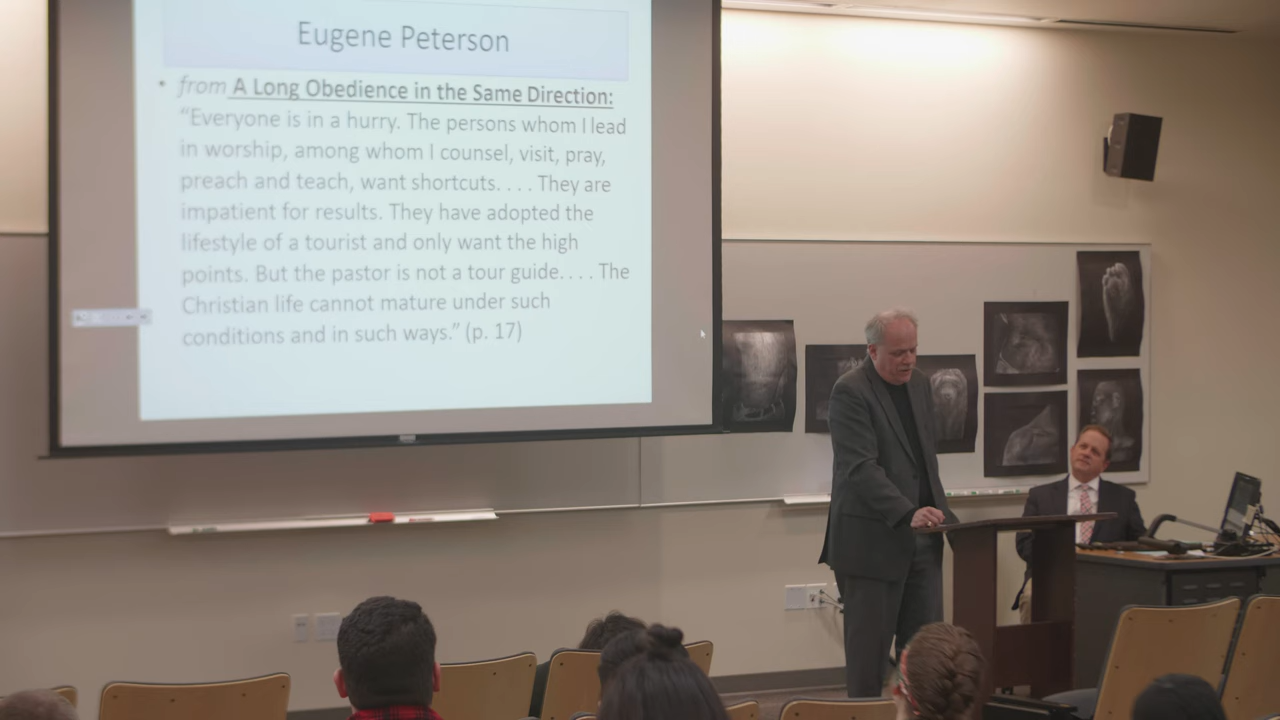 Eugene Peterson
• from A Long Obedience in the Same Direction:
“Everyone is in a hurry. The persons whom I lead
in worship, among whom I counsel, visit, pray,
preach and teach, want shortcuts. . . . They are
impatient for results. They have adopted the
lifestyle of a tourist and only want the high
points. But the pastor is not a tour guide. . . . The
Christian life cannot mature under such
conditions and in such ways.” (p. 17)